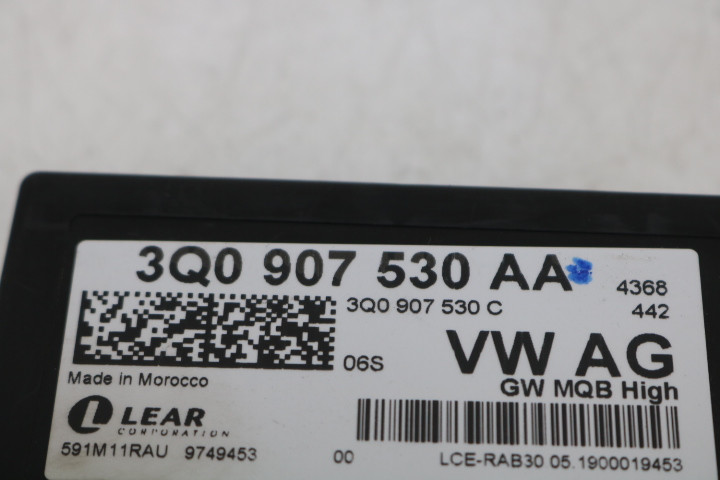 3Q0 907 530 AA
4368
3Q0 907 530 C
442
06S
VW AG
Made in Morocco
GW MQB High
LEAR
CORPORATION
591M11RAU 9749453
00
LCE-RAB30 05.1900019453